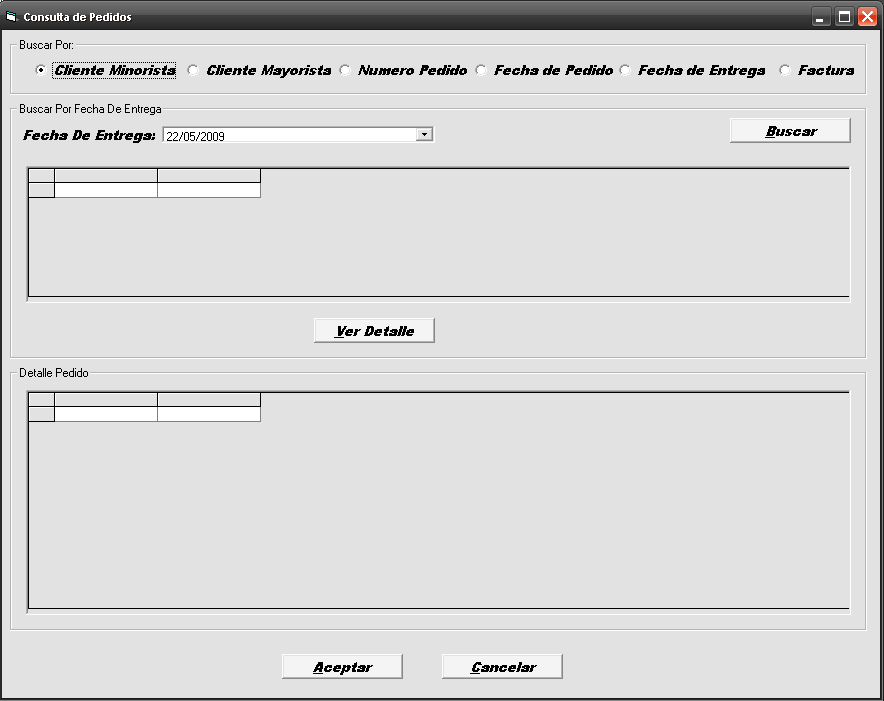 Consulta de Pedidos
Buscar Por:
Cliente Minorista Cliente Mayorista Numero Pedido Fecha de Pedido Fecha de Entrega Factura
Buscar Por Fecha De Entrega
Fecha De Entrega: 22/05/2009 Buscar
Ver Detalle
Detalle Pedido
Aceptar Cancelar